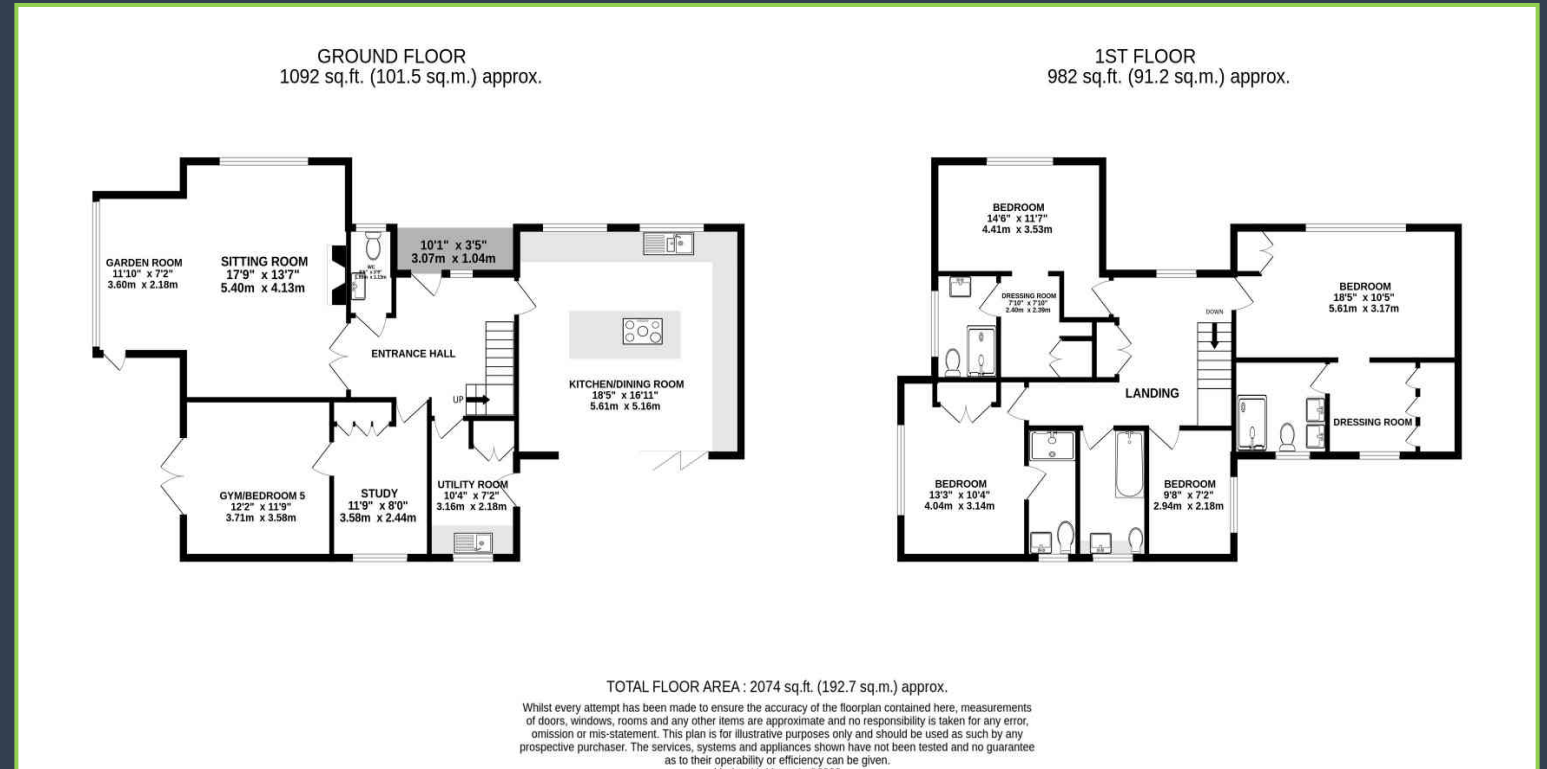 GROUND FLOOR
1092 sq.ft. (101.5 sq.m.) approx.
1ST FLOOR
982 sq.ft. (91.2 sq.m.) approx.
GARDEN ROOM
11'10" x 7'2"
3.60m x 2.18m
SITTING ROOM
17'9" x 13'7"
5.40m x 4.13m
WC
10'1" x 3'5"
3.07m x 1.04m
ENTRANCE HALL
UP
KITCHEN/DINING ROOM
18'5" x 16'11"
5.61m x 5.16m
GYM/BEDROOM 5
12'2" x 11'9"
3.71m x 3.58m
STUDY
11'9" x 8'0"
3.58m x 2.44m
UTILITY ROOM
10'4" x 7'2"
3.16m x 2.18m
BEDROOM
14'6" x 11'7"
4.41m x 3.53m
DRESSING ROOM
7'10" x 7'10"
2.40m x 2.39m
BEDROOM
18'5" x 10'5"
5.61m x 3.17m
DOWN
LANDING
DRESSING ROOM
BEDROOM
13'3" x 10'4"
4.04m x 3.14m
BEDROOM
9'8" x 7'2"
2.94m x 2.18m
TOTAL FLOOR AREA : 2074 sq.ft. (192.7 sq.m.) approx.
Whilst every attempt has been made to ensure the accuracy of the floorplan contained here, measurements
of doors, windows, rooms and any other items are approximate and no responsibility is taken for any error,
omission or mis-statement. This plan is for illustrative purposes only and should be used as such by any
prospective purchaser. The services, systems and appliances shown have not been tested and no guarantee
as to their operability or efficiency can be given.